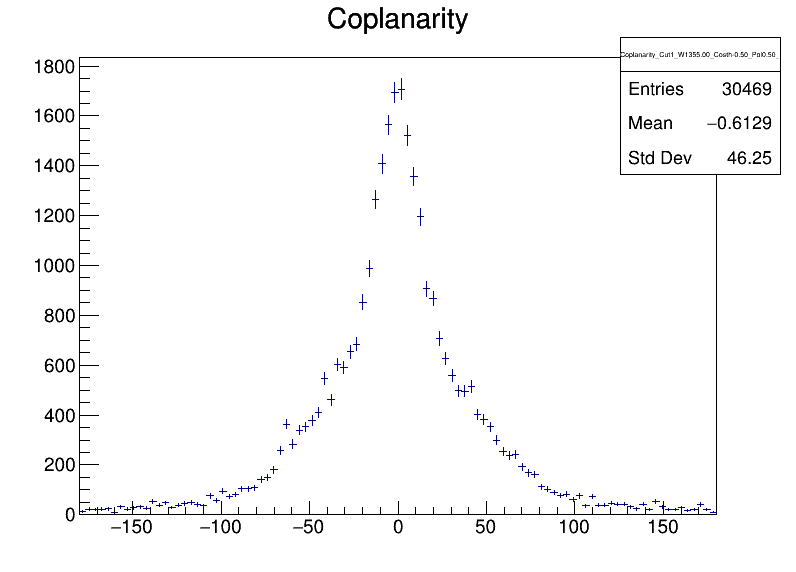 Coplanarity
Coplanarity_Cut1_W1355.00_Costh-0.50_Pol0.50_
Entries 30469
Mean −0.6129
Std Dev 46.25
1800
1600
1400
1200
1000
800
600
400
200
0
−150 −100 −50 0 50 100 150